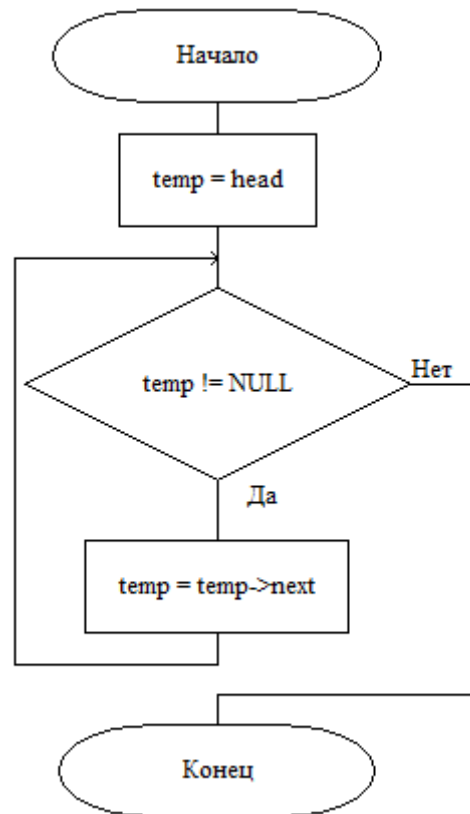 Начало
temp = head
temp != NULL
Нет
Да
temp = temp->next
Конец